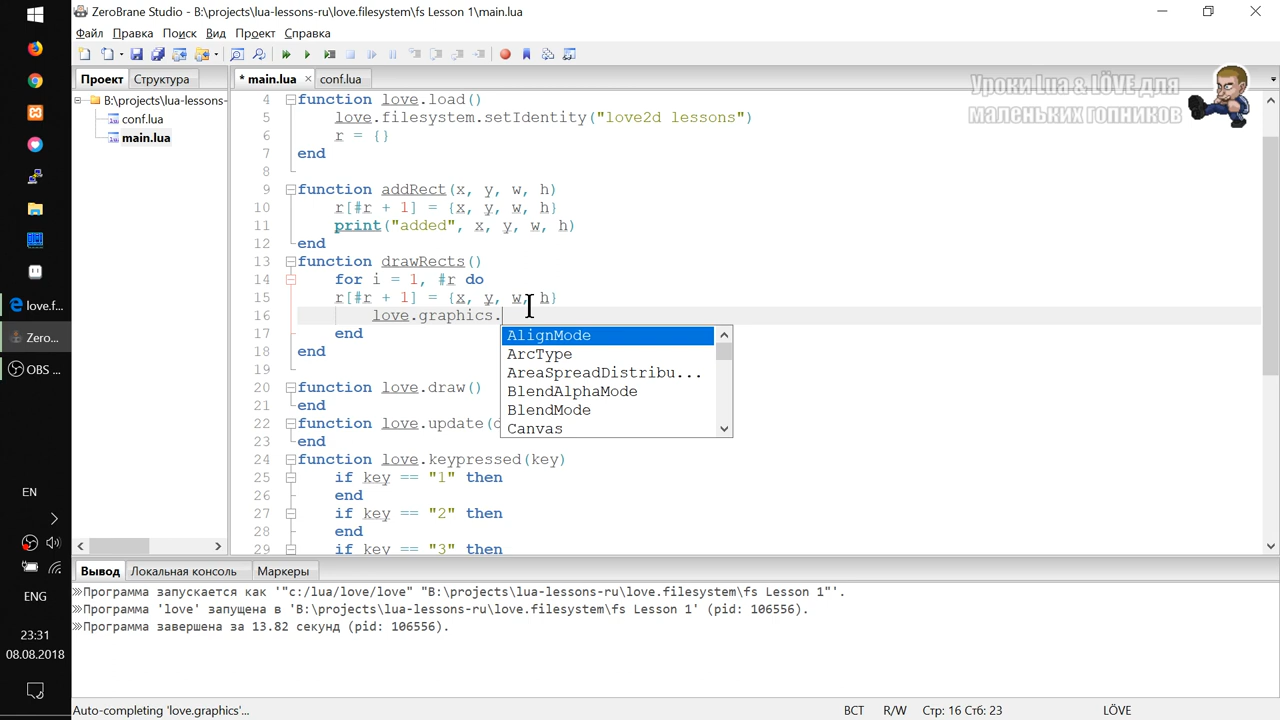 ZeroBrane Studio - B:\projects\lua-lessons-ru\love.filesystem\fs Lesson 1\main.lua
Файл Правка Поиск Вид Проект Справка
Проект Структура
* main.lua conf.lua
Уроки Lua & LÖVE для
маленьких гопников
B:\projects\lua-lessons-
conf.lua
main.lua
4 function love.load()
5 love.filesystem.setIdentity("love2d lessons")
6 r = {}
7 end
8
9 function addRect(x, y, w, h)
10 r[#r + 1] = {x, y, w, h}
11 print("added", x, y, w, h)
12 end
13 function drawRects()
14 for i = 1, #r do
15 r[#r + 1] = {x, y, w, h}
16 love.graphics.
17 end
18 end
19
20 function love.draw()
21 end
22 function love.update(d
23 end
24 function love.keypressed(key)
25 if key == "1" then
26 end
27 if key == "2" then
28 end
29 if key == "3" then
AlignMode
ArcType
AreaSpreadDistribu...
BlendAlphaMode
BlendMode
Canvas
love.f...
Zero...
OBS ...
EN
ENG
23:31
08.08.2018
Вывод Локальная консоль Маркеры
Программа запускается как '"c:/lua/love/love" "B:\projects\lua-lessons-ru\love.filesystem\fs Lesson 1"'.
Программа 'love' запущена в 'B:\projects\lua-lessons-ru\love.filesystem\fs Lesson 1' (pid: 106556).
Программа завершена за 13.82 секунд (pid: 106556).
Auto-completing 'love.graphics'... ВСТ R/W Стр: 16 Стб: 23 LÖVE